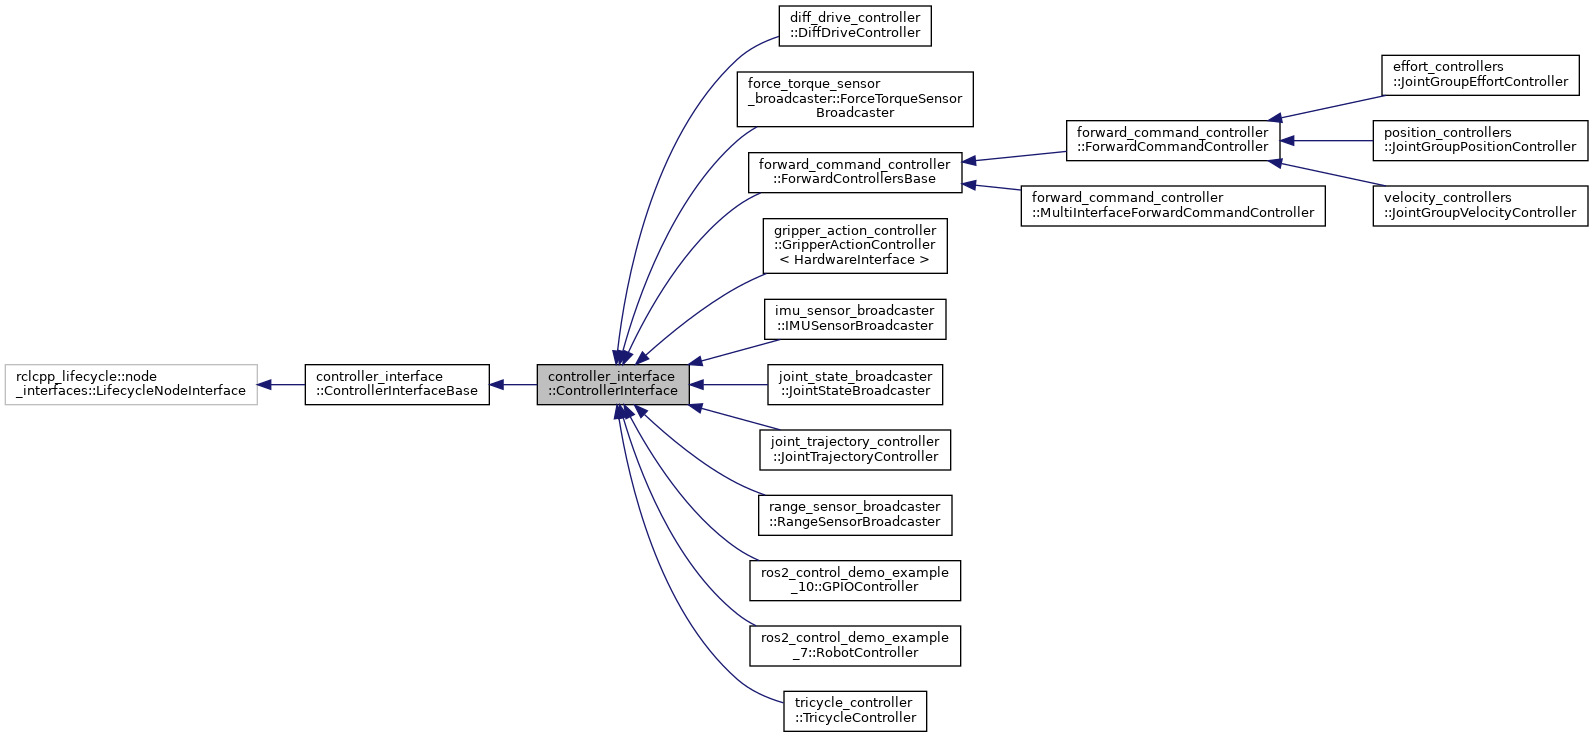 rclcpp_lifecycle::node
_interfaces::LifecycleNodeInterface
controller_interface
::ControllerInterfaceBase
controller_interface
::ControllerInterface
diff_drive_controller
::DiffDriveController
force_torque_sensor
_broadcaster::ForceTorqueSensor
Broadcaster
forward_command_controller
::ForwardControllersBase
gripper_action_controller
::GripperActionController
< HardwareInterface >
imu_sensor_broadcaster
::IMUSensorBroadcaster
joint_state_broadcaster
::JointStateBroadcaster
joint_trajectory_controller
::JointTrajectoryController
range_sensor_broadcaster
::RangeSensorBroadcaster
ros2_control_demo_example
_10::GPIOController
ros2_control_demo_example
_7::RobotController
tricycle_controller
::TricycleController
forward_command_controller
::ForwardCommandController
forward_command_controller
::MultiInterfaceForwardCommandController
effort_controllers
::JointGroupEffortController
position_controllers
::JointGroupPositionController
velocity_controllers
::JointGroupVelocityController